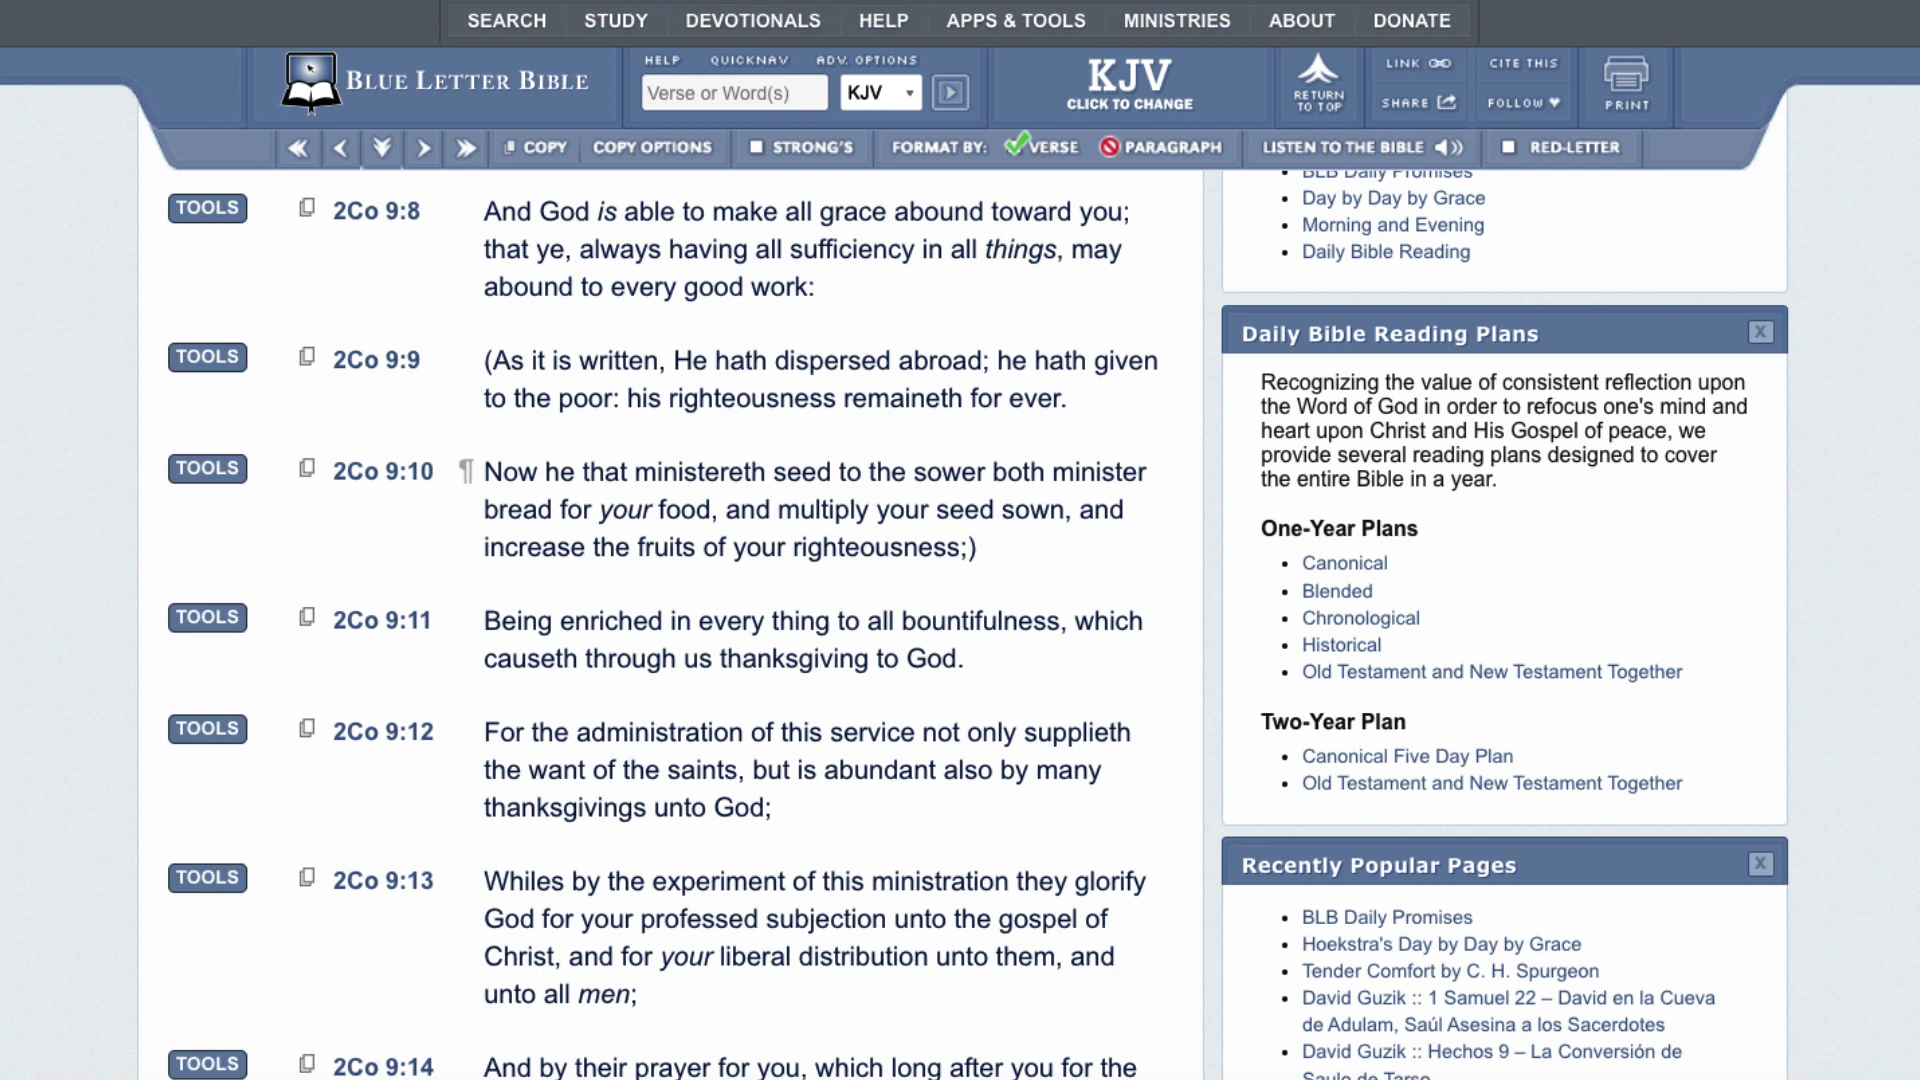 SEARCH STUDY DEVOTIONALS HELP APPS & TOOLS MINISTRIES ABOUT DONATE
BLUE LETTER BIBLE
HELP QUICKNAV ADV. OPTIONS
Verse or Word(s) KJV
KJV
CLICK TO CHANGE
RETURN
TO TOP
LINK CITE THIS
SHARE FOLLOW
PRINT
COPY COPY OPTIONS STRONG'S FORMAT BY: VERSE PARAGRAPH LISTEN TO THE BIBLE RED-LETTER
TOOLS 2Co 9:8 And God is able to make all grace abound toward you;
that ye, always having all sufficiency in all things, may
abound to every good work:
TOOLS 2Co 9:9 (As it is written, He hath dispersed abroad; he hath given
to the poor: his righteousness remaineth for ever.
TOOLS 2Co 9:10 ¶ Now he that ministereth seed to the sower both minister
bread for your food, and multiply your seed sown, and
increase the fruits of your righteousness;)
TOOLS 2Co 9:11 Being enriched in every thing to all bountifulness, which
causeth through us thanksgiving to God.
TOOLS 2Co 9:12 For the administration of this service not only supplieth
the want of the saints, but is abundant also by many
thanksgivings unto God;
TOOLS 2Co 9:13 Whiles by the experiment of this ministration they glorify
God for your professed subjection unto the gospel of
Christ, and for your liberal distribution unto them, and
unto all men;
TOOLS 2Co 9:14 And by their prayer for you, which long after you for the
BLB Daily Promises
Day by Day by Grace
Morning and Evening
Daily Bible Reading
Daily Bible Reading Plans X
Recognizing the value of consistent reflection upon
the Word of God in order to refocus one's mind and
heart upon Christ and His Gospel of peace, we
provide several reading plans designed to cover
the entire Bible in a year.
One-Year Plans
Canonical
Blended
Chronological
Historical
Old Testament and New Testament Together
Two-Year Plan
Canonical Five Day Plan
Old Testament and New Testament Together
Recently Popular Pages X
BLB Daily Promises
Hoekstra's Day by Day by Grace
Tender Comfort by C. H. Spurgeon
David Guzik :: 1 Samuel 22 – David en la Cueva
de Adulam, Saúl Asesina a los Sacerdotes
David Guzik :: Hechos 9 – La Conversión de
Saulo de Tarso